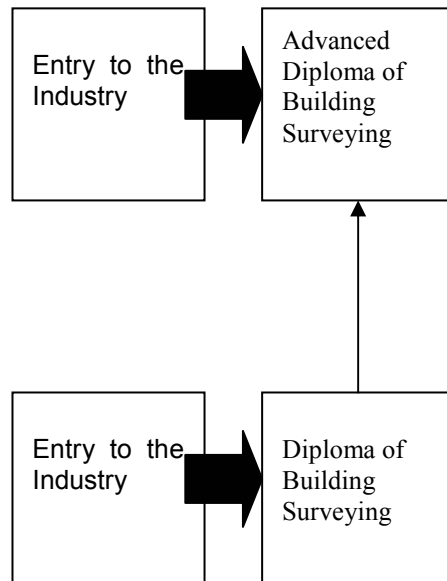 Entry to the
Industry
Advanced
Diploma of
Building
Surveying
Entry to the
Industry
Diploma of
Building
Surveying